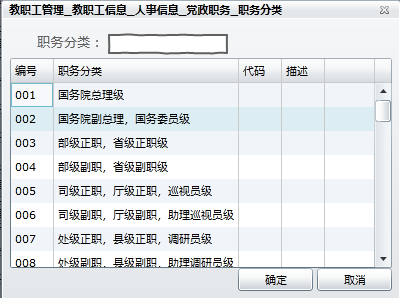 教职工管理_教职工信息_人事信息_党政职务_职务分类
职务分类：
编号 职务分类 代码 描述
001 国务院总理级
002 国务院副总理，国务委员级
003 部级正职，省级正职级
004 部级副职，省级副职级
005 司级正职，厅级正职，巡视员级
006 司级副职，厅级副职，助理巡视员级
007 处级正职，县级正职，调研员级
008 处级副职，县级副职，助理调研员级
确定 取消